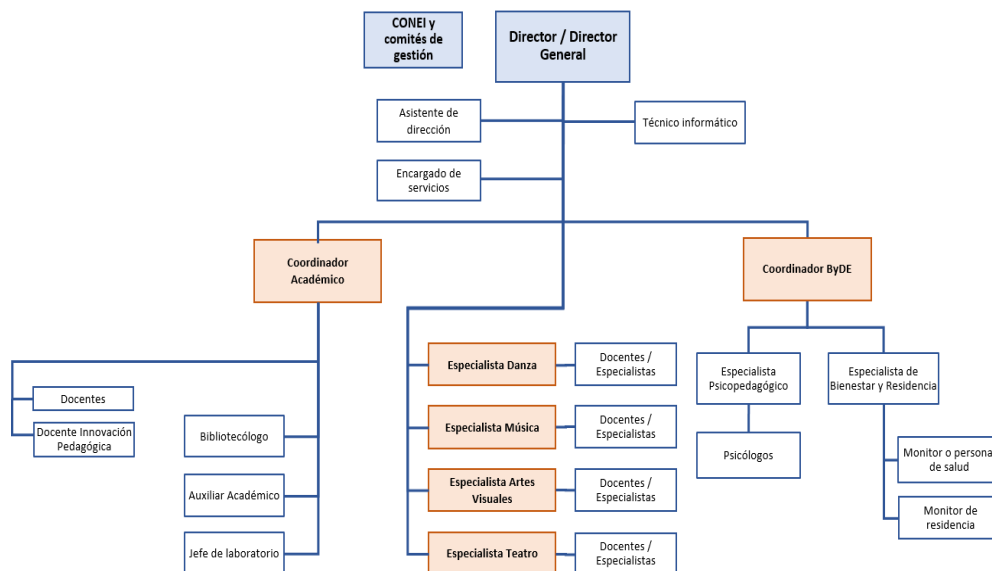 CONEI y
comités de
gestión
Director / Director
General
Asistente de
dirección
Técnico informático
Encargado de
servicios
Coordinador
Académico
Coordinador ByDE
Especialista Danza
Docentes /
Especialistas
Especialista
Psicopedagógico
Especialista de
Bienestar y Residencia
Docentes
Docente Innovación
Pedagógica
Bibliotecólogo
Especialista Música
Docentes /
Especialistas
Psicólogos
Monitor o persona
de salud
Auxiliar Académico
Especialista Artes
Visuales
Docentes /
Especialistas
Monitor de
residencia
Jefe de laboratorio
Especialista Teatro
Docentes /
Especialistas